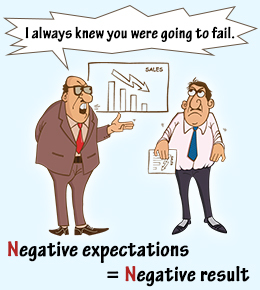 I always knew you were going to fail.
SALES
Negative expectations
= Negative result